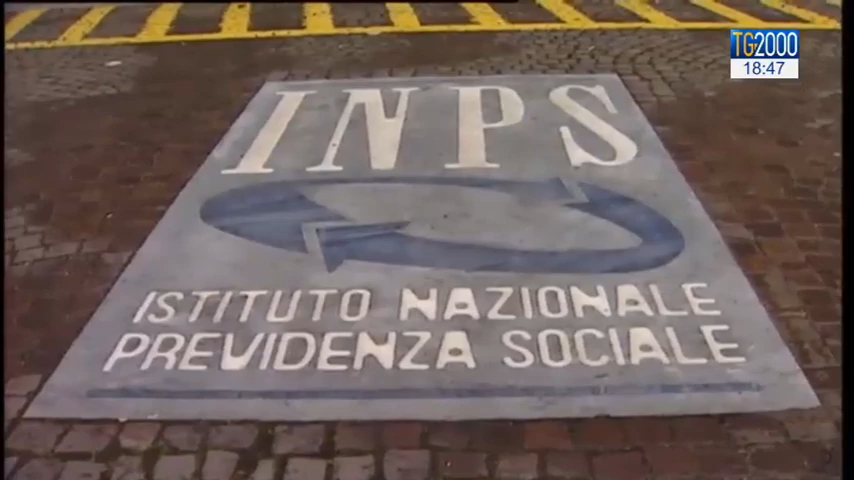 TG2000
18:47
INPS
ISTITUTO NAZIONALE
PREVIDENZA SOCIALE